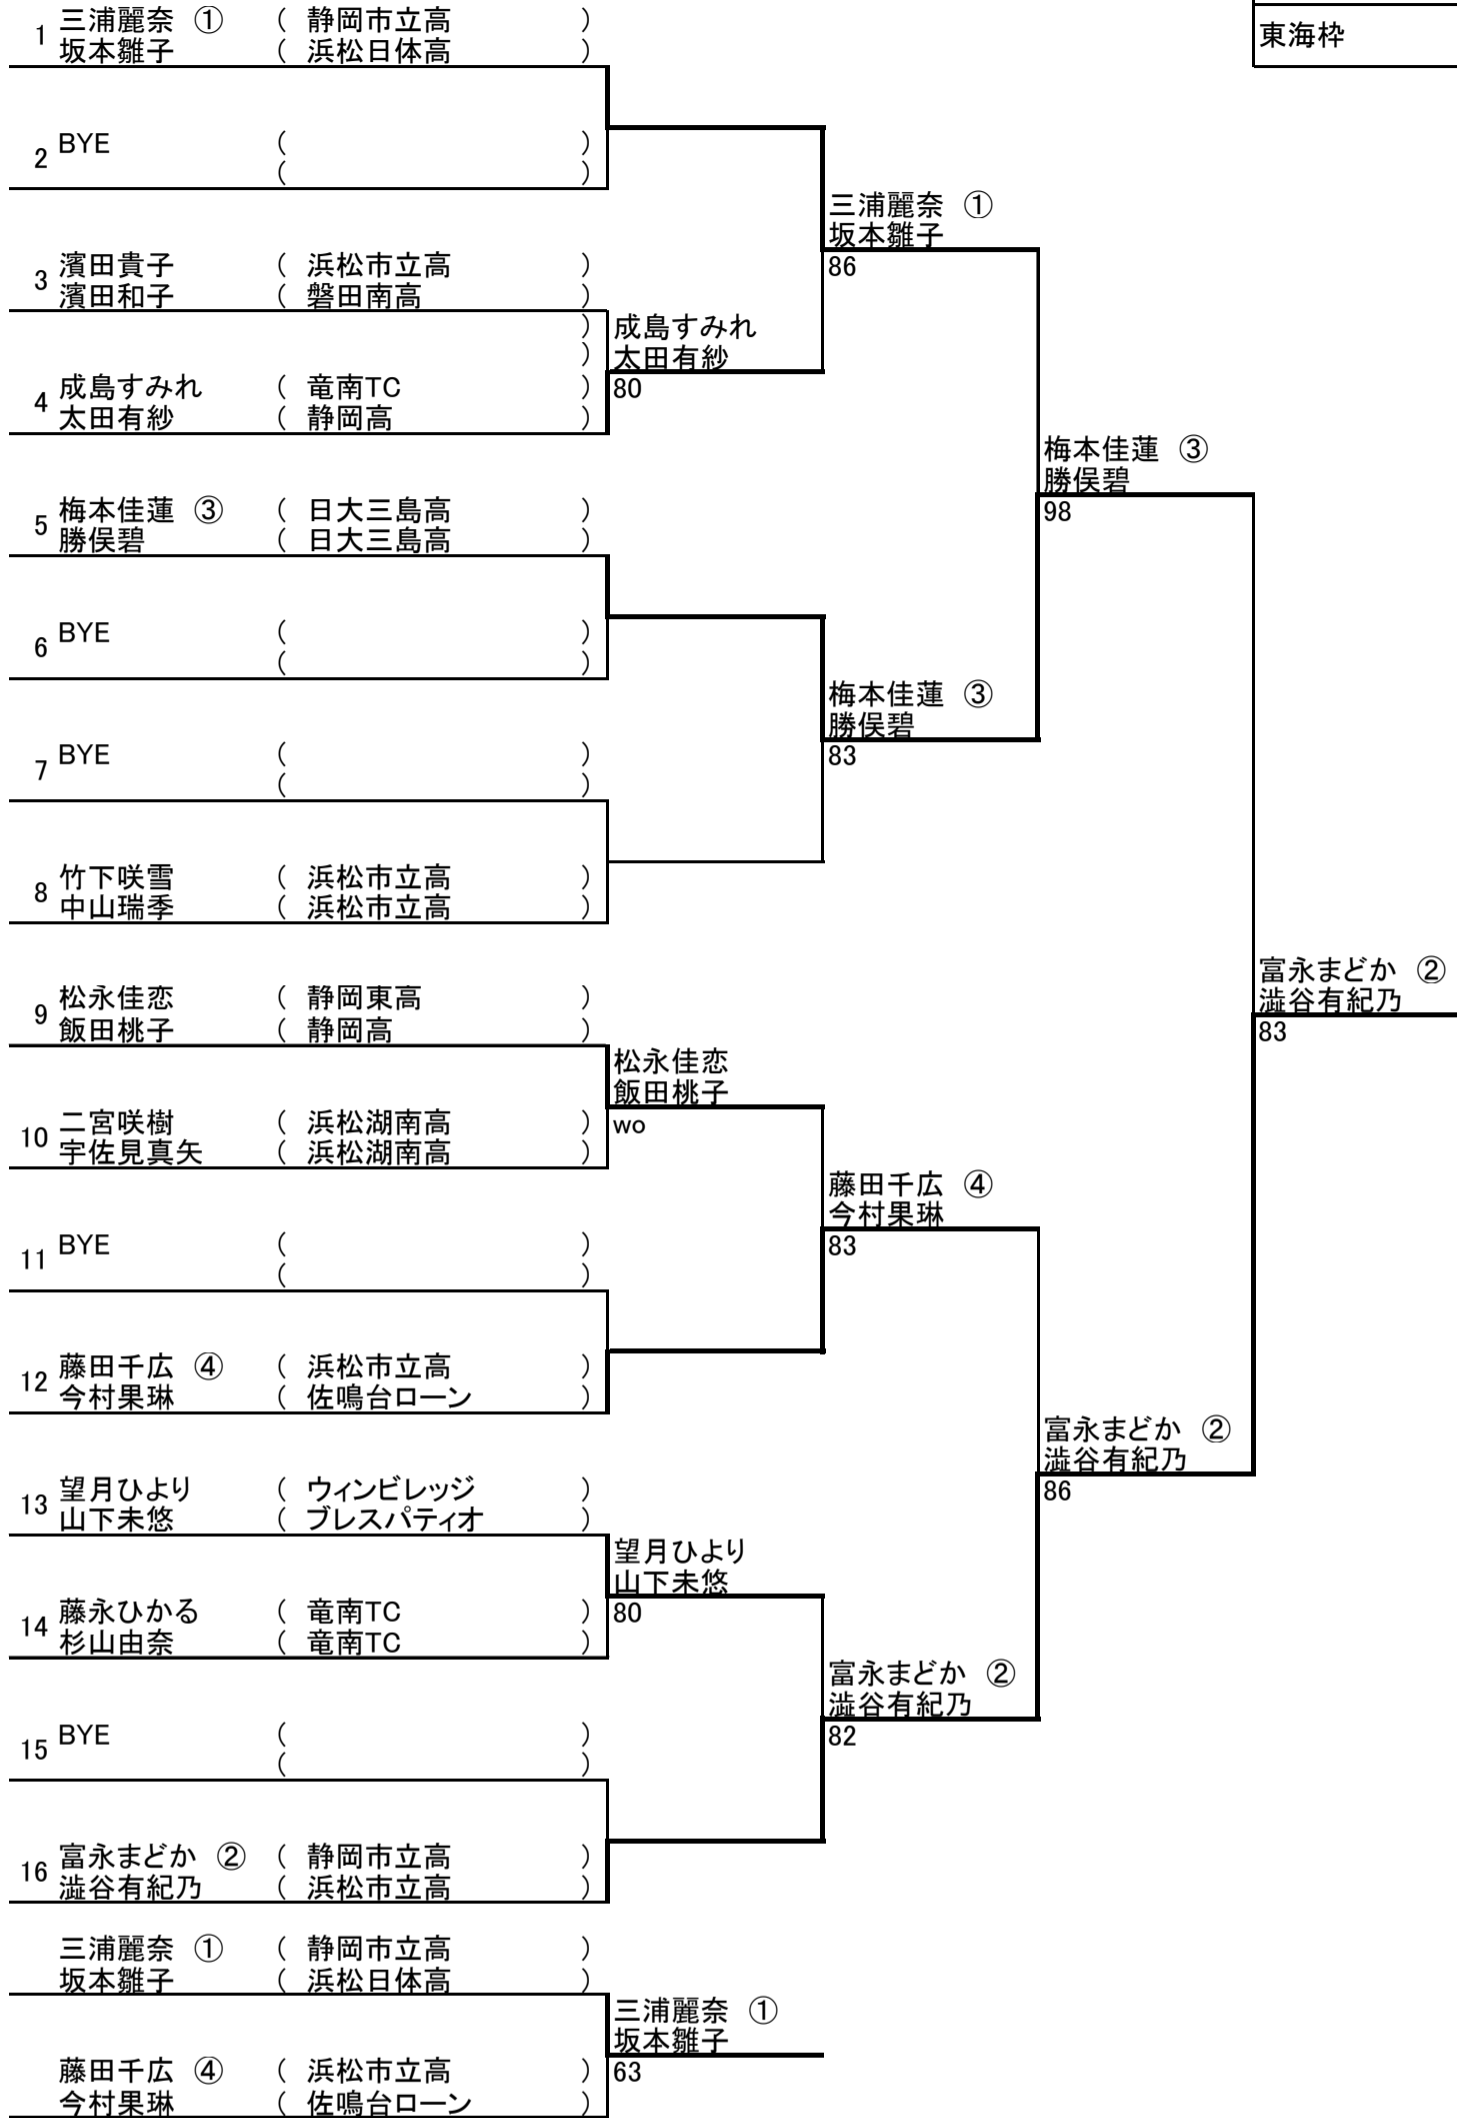 東海枠
1 三浦麗奈 ① ( 静岡市立高 )
坂本雛子 ( 浜松日体高 )
2 BYE ( )
( )
三浦麗奈 ①
坂本雛子
86
3 濱田貴子 ( 浜松市立高 )
濱田和子 ( 磐田南高 )
)
)
成島すみれ
太田有紗
80
4 成島すみれ ( 竜南TC )
太田有紗 ( 静岡高 )
梅本佳蓮 ③
勝俣碧
98
5 梅本佳蓮 ③ ( 日大三島高 )
勝俣碧 ( 日大三島高 )
6 BYE ( )
( )
梅本佳蓮 ③
勝俣碧
83
7 BYE ( )
( )
8 竹下咲雪 ( 浜松市立高 )
中山瑞季 ( 浜松市立高 )
富永まどか ②
澁谷有紀乃
83
9 松永佳恋 ( 静岡東高 )
飯田桃子 ( 静岡高 )
松永佳恋
飯田桃子
wo
10 二宮咲樹 ( 浜松湖南高 )
宇佐見真矢 ( 浜松湖南高 )
藤田千広 ④
今村果琳
83
11 BYE ( )
( )
12 藤田千広 ④ ( 浜松市立高 )
今村果琳 ( 佐鳴台ローン )
富永まどか ②
澁谷有紀乃
86
13 望月ひより ( ウィンビレッジ )
山下未悠 ( ブレスパティオ )
望月ひより
山下未悠
80
14 藤永ひかる ( 竜南TC )
杉山由奈 ( 竜南TC )
富永まどか ②
澁谷有紀乃
82
15 BYE ( )
( )
16 富永まどか ② ( 静岡市立高 )
澁谷有紀乃 ( 浜松市立高 )
三浦麗奈 ① ( 静岡市立高 )
坂本雛子 ( 浜松日体高 )
三浦麗奈 ①
坂本雛子
63
藤田千広 ④ ( 浜松市立高 )
今村果琳 ( 佐鳴台ローン )